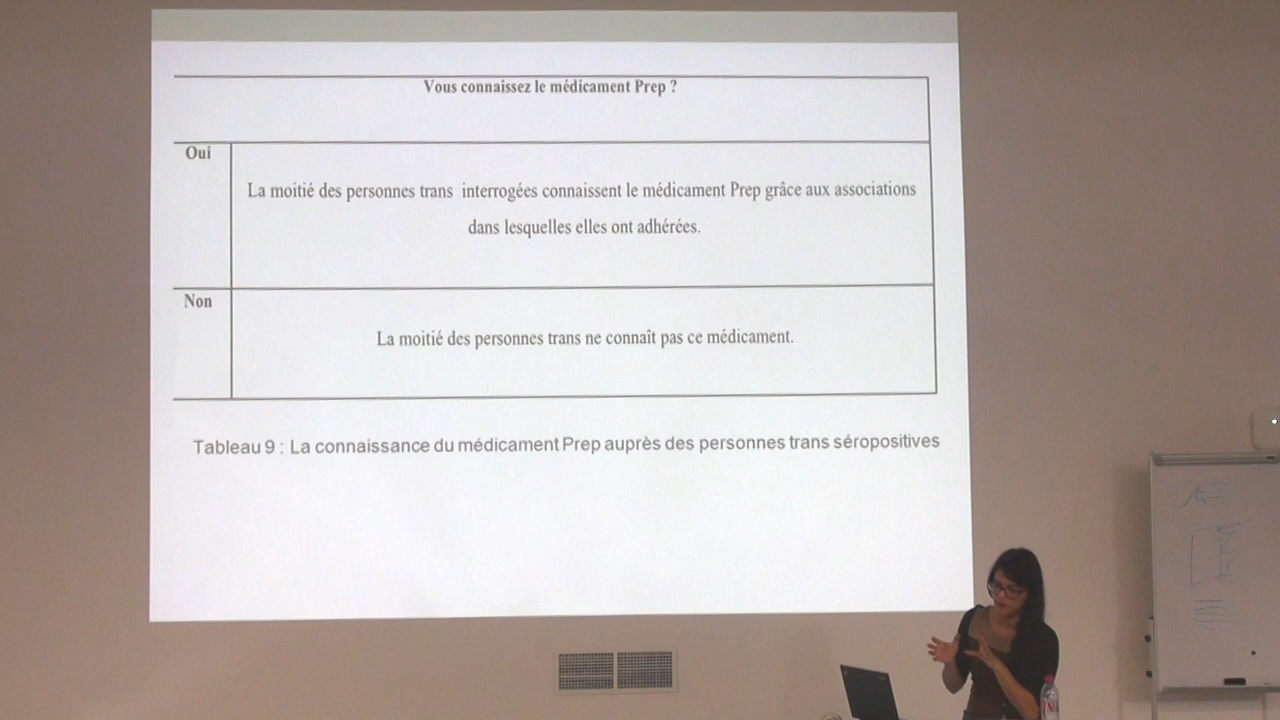 Vous connaissez le médicament Prep ?
Oui
La moitié des personnes trans interrogées connaissent le médicament Prep grâce aux associations
dans lesquelles elles ont adhérées.
Non
La moitié des personnes trans ne connaît pas ce médicament.
Tableau 9 : La connaissance du médicament Prep auprès des personnes trans séropositives